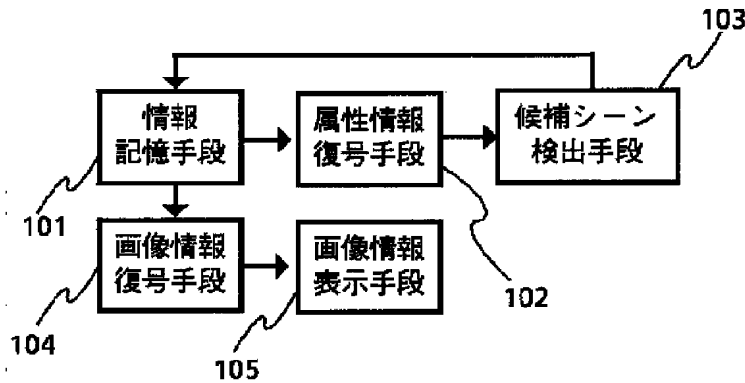 103
情報
記憶手段
属性情報
復号手段
候補シーン
検出手段
101
画像情報
復号手段
画像情報
表示手段
102
104
105